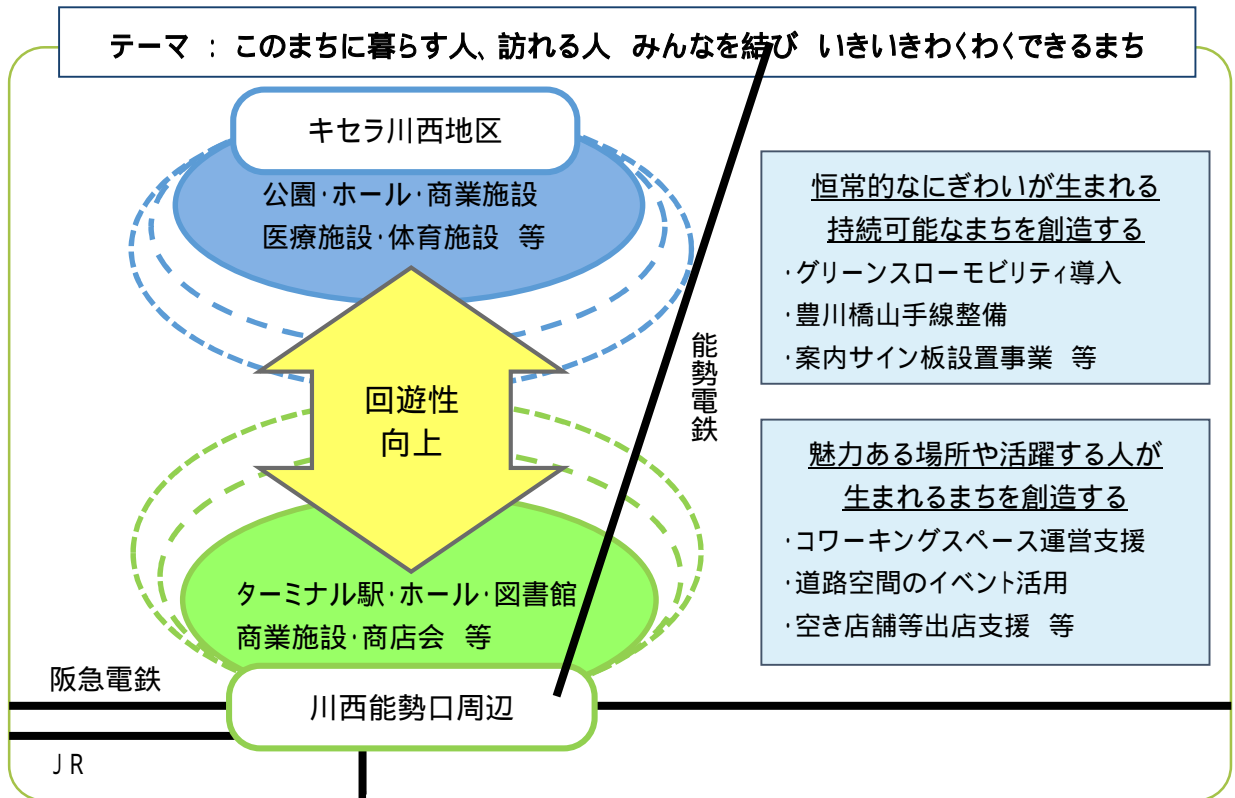 テーマ : このまちに暮らす人、訪れる人 みんなを結び いきいきわくわくできるまち
キセラ川西地区
公園・ホール・商業施設
医療施設・体育施設 等
回遊性
向上
ターミナル駅・ホール・図書館
商業施設・商店会 等
川西能勢口周辺
阪急電鉄
JR
能勢電鉄
恒常的なにぎわいが生まれる
持続可能なまちを創造する
・グリーンスローモビリティ導入
・豊川橋山手線整備
・案内サイン板設置事業 等
魅力ある場所や活躍する人が
生まれるまちを創造する
・コワーキングスペース運営支援
・道路空間のイベント活用
・空き店舗等出店支援 等